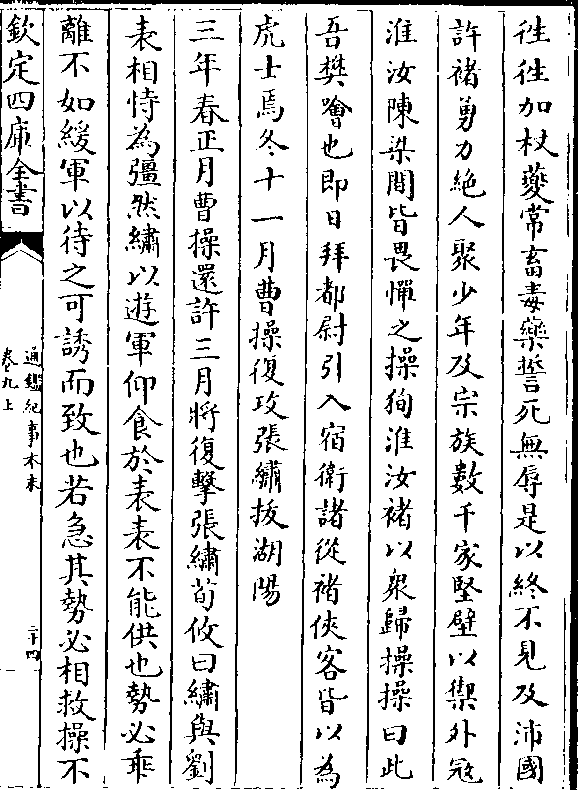 徃徃加杖夔常畜毒藥誓死無辱是以終不見及沛國
許褚勇力絶人聚少年及宗族數千家堅壁以禦外冦
淮汝陳梁間皆畏憚之操狥淮汝褚以衆歸操操曰此
吾樊噲也即日拜都尉引入宿衛諸從褚俠客皆以為
虎士焉冬十一月曹操復攻張繡拔湖陽
三年春正月曹操還許三月將復擊張繡荀攸曰繡與劉
表相恃為彊然繡以遊軍仰食於表表不能供也勢必乖
離不如緩軍以待之可誘而致也若急其勢必相救操不
欽定四庫全書
通鑑紀事本末
卷九上
二十四